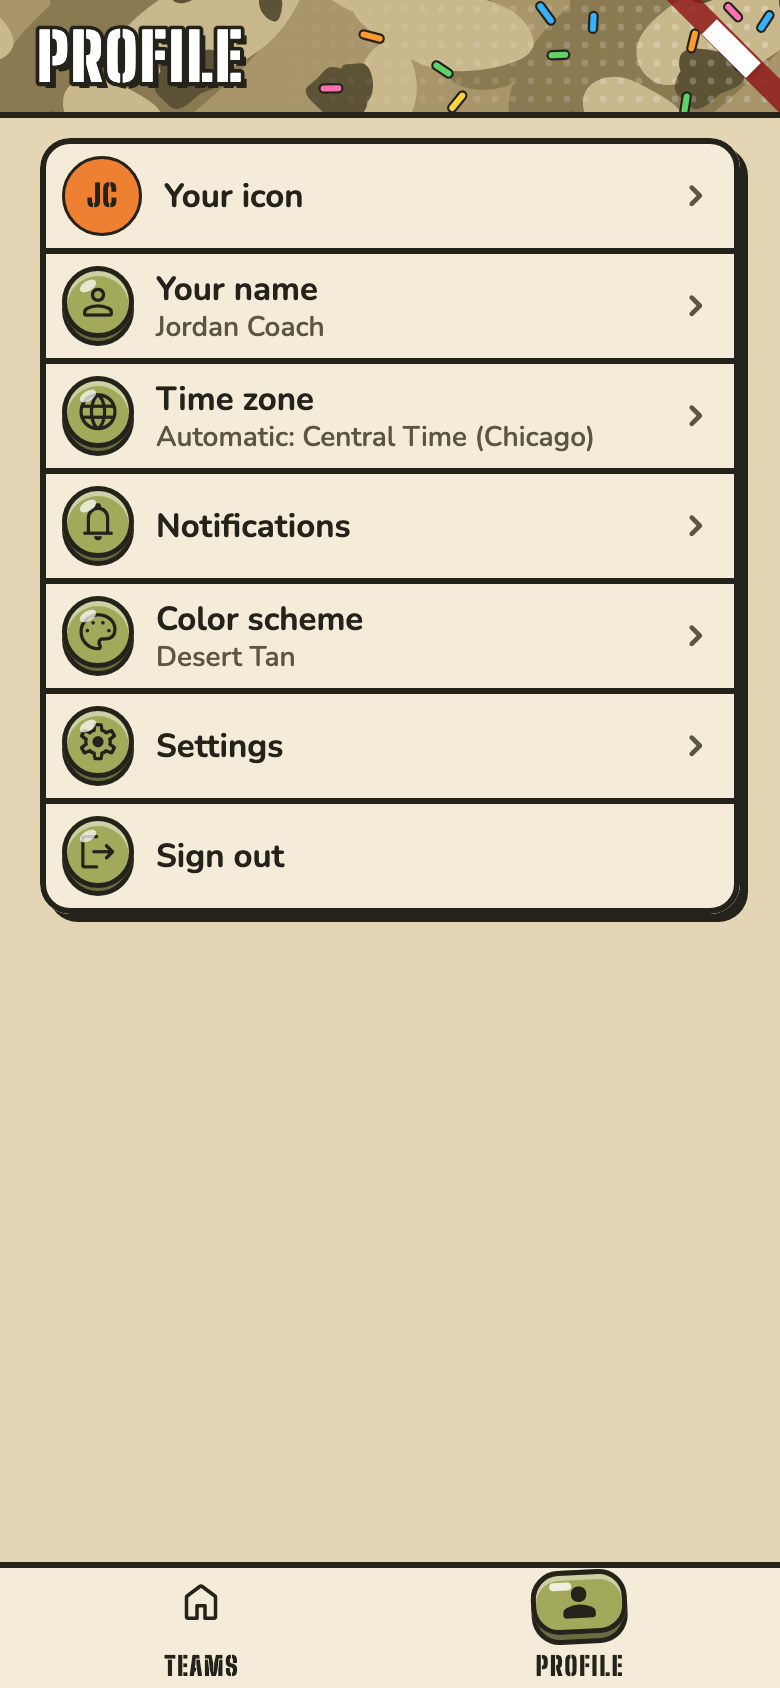 PROFILE
JC
Your icon
Your name
Jordan Coach
Time zone
Automatic: Central Time (Chicago)
Notifications
Color scheme
Desert Tan
Settings
Sign out
TEAMS
PROFILE